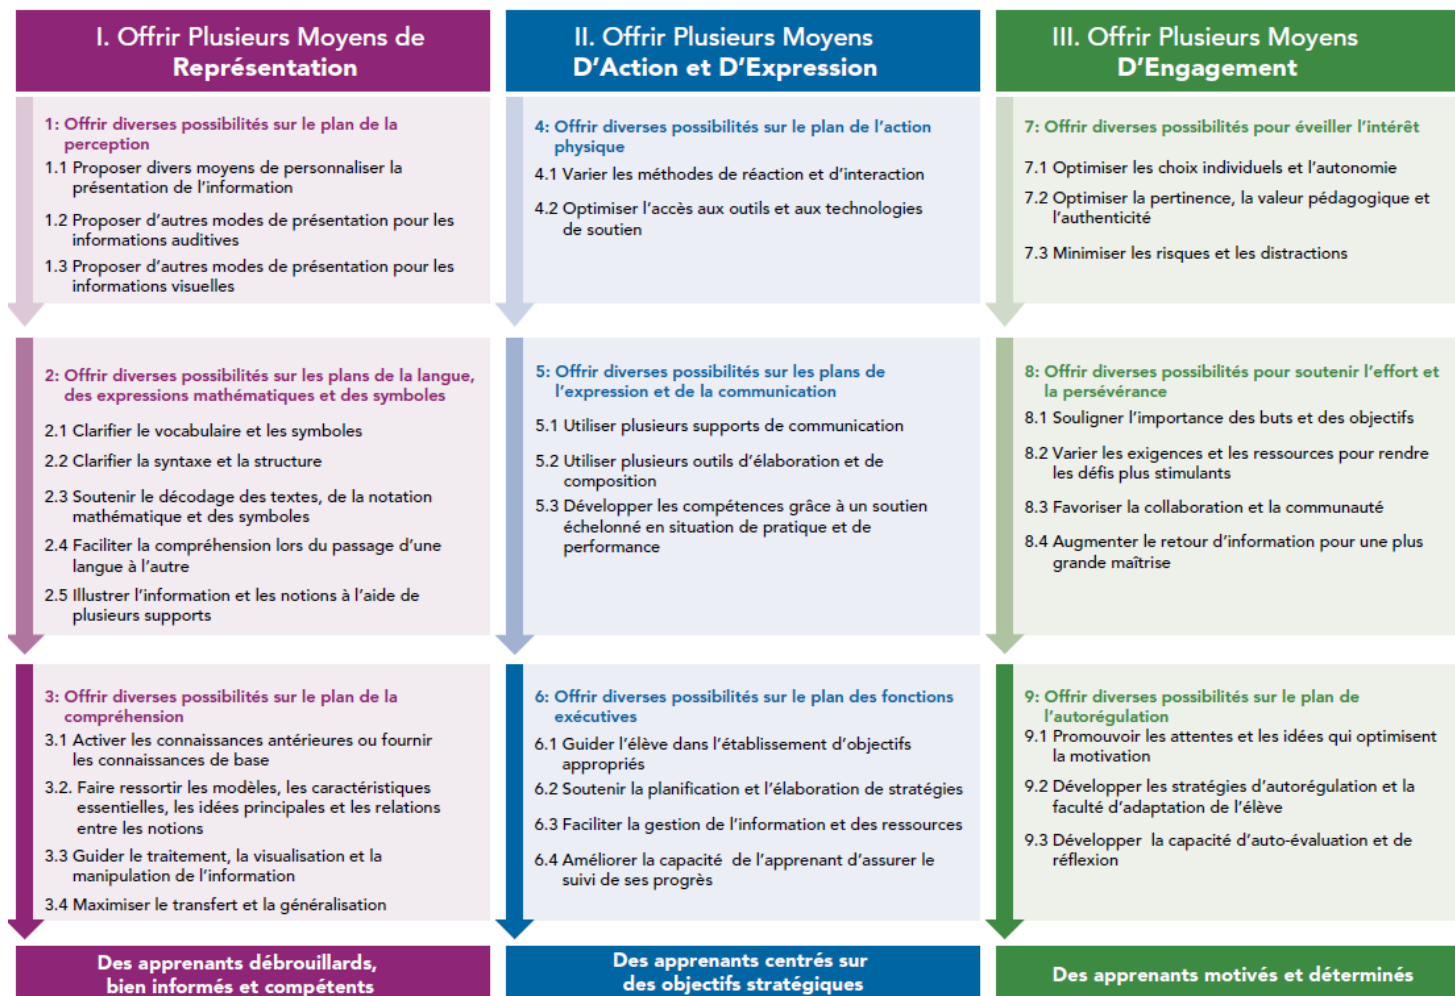 I. Offrir Plusieurs Moyens de
Représentation
1: Offrir diverses possibilités sur le plan de la
perception
1.1 Proposer divers moyens de personnaliser la
présentation de l'information
1.2 Proposer d'autres modes de présentation pour les
informations auditives
1.3 Proposer d'autres modes de présentation pour les
informations visuelles
2: Offrir diverses possibilités sur les plans de la langue,
des expressions mathématiques et des symboles
2.1 Clarifier le vocabulaire et les symboles
2.2 Clarifier la syntaxe et la structure
2.3 Soutenir le décodage des textes, de la notation
mathématique et des symboles
2.4 Faciliter la compréhension lors du passage d'une
langue à l'autre
2.5 Illustrer l'information et les notions à l'aide de
plusieurs supports
3: Offrir diverses possibilités sur le plan de la
compréhension
3.1 Activer les connaissances antérieures ou fournir
les connaissances de base
3.2. Faire ressortir les modèles, les caractéristiques
essentielles, les idées principales et les relations
entre les notions
3.3 Guider le traitement, la visualisation et la
manipulation de l'information
3.4 Maximiser le transfert et la généralisation
Des apprenants débrouillards,
bien informés et compétents
II. Offrir Plusieurs Moyens
D'Action et D'Expression
4: Offrir diverses possibilités sur le plan de l'action
physique
4.1 Varier les méthodes de réaction et d'interaction
4.2 Optimiser l'accès aux outils et aux technologies
de soutien
5: Offrir diverses possibilités sur les plans de
l'expression et de la communication
5.1 Utiliser plusieurs supports de communication
5.2 Utiliser plusieurs outils d'élaboration et de
composition
5.3 Développer les compétences grâce à un soutien
échelonné en situation de pratique et de
performance
6: Offrir diverses possibilités sur le plan des fonctions
exécutives
6.1 Guider l'élève dans l'établissement d'objectifs
appropriés
6.2 Soutenir la planification et l'élaboration de stratégies
6.3 Faciliter la gestion de l'information et des ressources
6.4 Améliorer la capacité de l'apprenant d'assurer le
suivi de ses progrès
Des apprenants centrés sur
des objectifs stratégiques
III. Offrir Plusieurs Moyens
D'Engagement
7: Offrir diverses possibilités pour éveiller l'intérêt
7.1 Optimiser les choix individuels et l'autonomie
7.2 Optimiser la pertinence, la valeur pédagogique et
l'authenticité
7.3 Minimiser les risques et les distractions
8: Offrir diverses possibilités pour soutenir l'effort et
la persévérance
8.1 Souligner l'importance des buts et des objectifs
8.2 Varier les exigences et les ressources pour rendre
les défis plus stimulants
8.3 Favoriser la collaboration et la communauté
8.4 Augmenter le retour d'information pour une plus
grande maîtrise
9: Offrir diverses possibilités sur le plan de
l'autorégulation
9.1 Promouvoir les attentes et les idées qui optimisent
la motivation
9.2 Développer les stratégies d'autorégulation et la
faculté d'adaptation de l'élève
9.3 Développer la capacité d'auto-évaluation et de
réflexion
Des apprenants motivés et déterminés